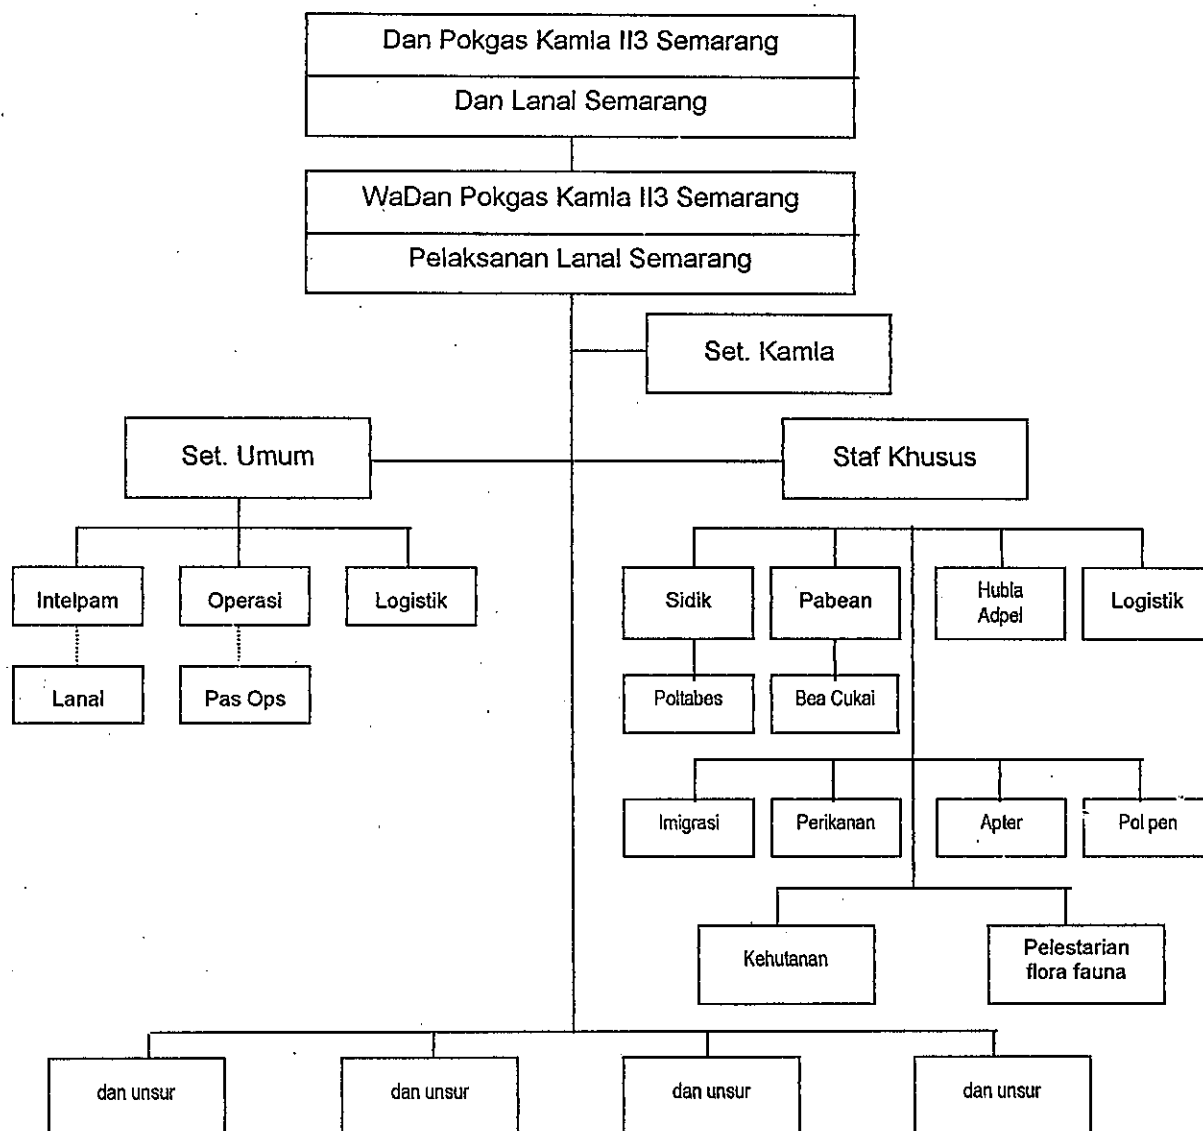 Dan Pokgas Kamla II3 Semarang
Dan Lanal Semarang
WaDan Pokgas Kamla II3 Semarang
Pelaksanan Lanal Semarang
Set. Kamla
Set. Umum
Staf Khusus
Intelpam
Operasi
Logistik
Sidik
Pabean
Hubla
Adpel
Logistik
Lanal
Pas Ops
Poltabes
Bea Cukai
Imigrasi
Perikanan
Apter
Pol pen
Kehutanan
Pelestarian
flora fauna
dan unsur
dan unsur
dan unsur
dan unsur